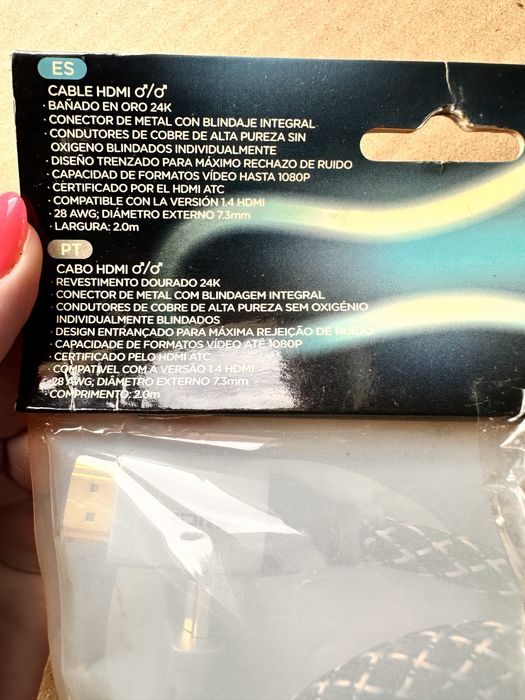 ES
CABLE HDMI ♂/♂
· BAÑADO EN ORO 24K
· CONECTOR DE METAL CON BLINDAJE INTEGRAL
· CONDUTORES DE COBRE DE ALTA PUREZA SIN
OXIGENO BLINDADOS INDIVIDUALMENTE
· DISEÑO TRENZADO PARA MÁXIMO RECHAZO DE RUIDO
· CAPACIDAD DE FORMATOS VÍDEO HASTA 1080P
· CERTIFICADO POR EL HDMI ATC
· COMPATIBLE CON LA VERSIÓN 1.4 HDMI
· 28 AWG; DIÁMETRO EXTERNO 7.3mm
· LARGURA: 2.0m
PT
CABO HDMI ♂/♂
· REVESTIMENTO DOURADO 24K
· CONECTOR DE METAL COM BLINDAGEM INTEGRAL
· CONDUTORES DE COBRE DE ALTA PUREZA SEM OXIGÉNIO
INDIVIDUALMENTE BLINDADOS
· DESIGN ENTRANÇADO PARA MÁXIMA REJEIÇÃO DE RUIDO
· CAPACIDADE DE FORMATOS VÍDEO ATÉ 1080P
· CERTIFICADO PELO HDMI ATC
· COMPATÍVEL COM A VERSÃO 1.4 HDMI
· 28 AWG; DIÂMETRO EXTERNO 7.3mm
· COMPRIMENTO: 2.0m